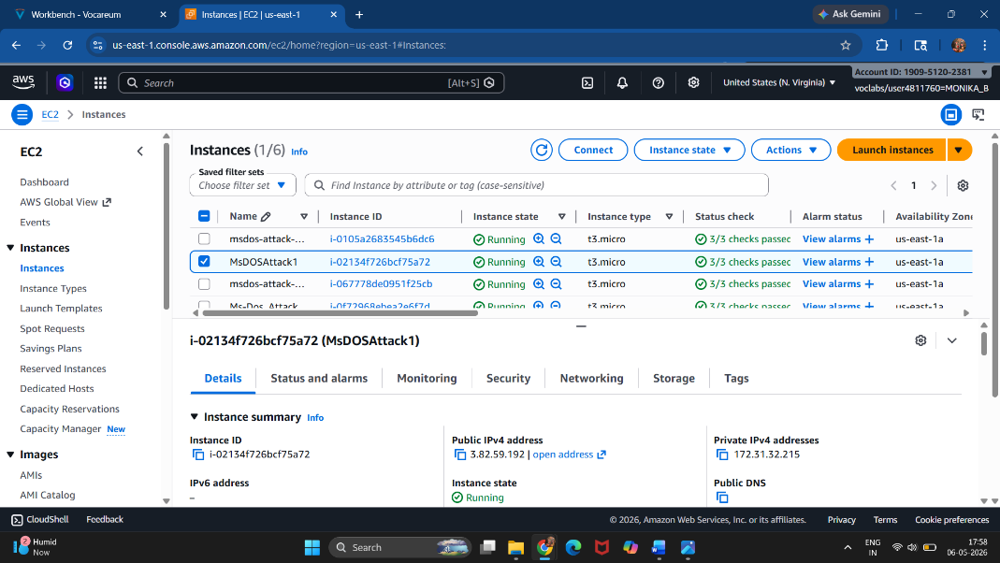 Workbench - Vocareum
Instances | EC2 | us-east-1
Ask Gemini
us-east-1.console.aws.amazon.com/ec2/home?region=us-east-1#Instances:
aws
Search
[Alt+S]
United States (N. Virginia)
Account ID: 1909-5120-2381
voclabs/user4811760=MONIKA_B
EC2 > Instances
EC2
Dashboard
AWS Global View
Events
Instances
Instances
Instance Types
Launch Templates
Spot Requests
Savings Plans
Reserved Instances
Dedicated Hosts
Capacity Reservations
Capacity Manager New
Images
AMIs
AMI Catalog
Instances (1/6) Info
Connect
Instance state
Actions
Launch instances
Saved filter sets
Choose filter set
Find Instance by attribute or tag (case-sensitive)
1
Name Instance ID Instance state Instance type Status check Alarm status Availability Zone
msdos-attack-... i-0105a2683545b6dc6 Running t3.micro 3/3 checks passed View alarms + us-east-1a
MsDOSAttack1 i-02134f726bcf75a72 Running t3.micro 3/3 checks passed View alarms + us-east-1a
msdos-attack-... i-067778de0951f25cb Running t3.micro 3/3 checks passed View alarms + us-east-1a
Ms-Dos_Attack i-0f72968ebea2e6f7d Running t3.micro 3/3 checks passed View alarms + us-east-1a
i-02134f726bcf75a72 (MsDOSAttack1)
Details
Status and alarms
Monitoring
Security
Networking
Storage
Tags
Instance summary Info
Instance ID
i-02134f726bcf75a72
IPv6 address
–
Public IPv4 address
3.82.59.192 | open address
Instance state
Running
Private IPv4 addresses
172.31.32.215
Public DNS
CloudShell
Feedback
© 2026, Amazon Web Services, Inc. or its affiliates.
Privacy
Terms
Cookie preferences
2
Humid
Now
Search
ENG
IN
17:58
06-05-2026